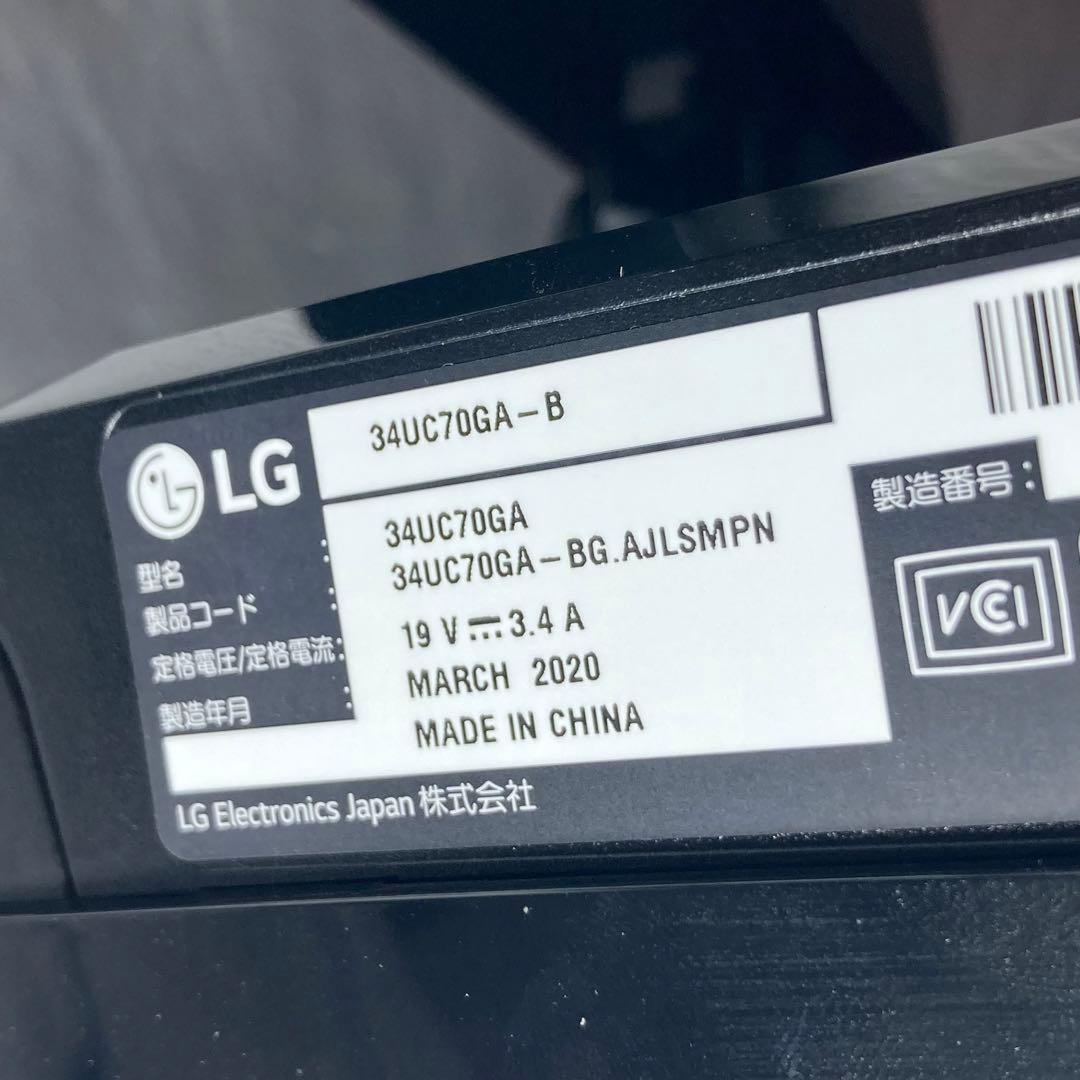 34UC70GA-B
LG
型名 : 34UC70GA
製品コード : 34UC70GA-BG.AJLSMPN
定格電圧/定格電流: 19 V ⎓ 3.4 A
製造年月 : MARCH 2020
MADE IN CHINA
LG Electronics Japan 株式会社
製造番号:
VCCI